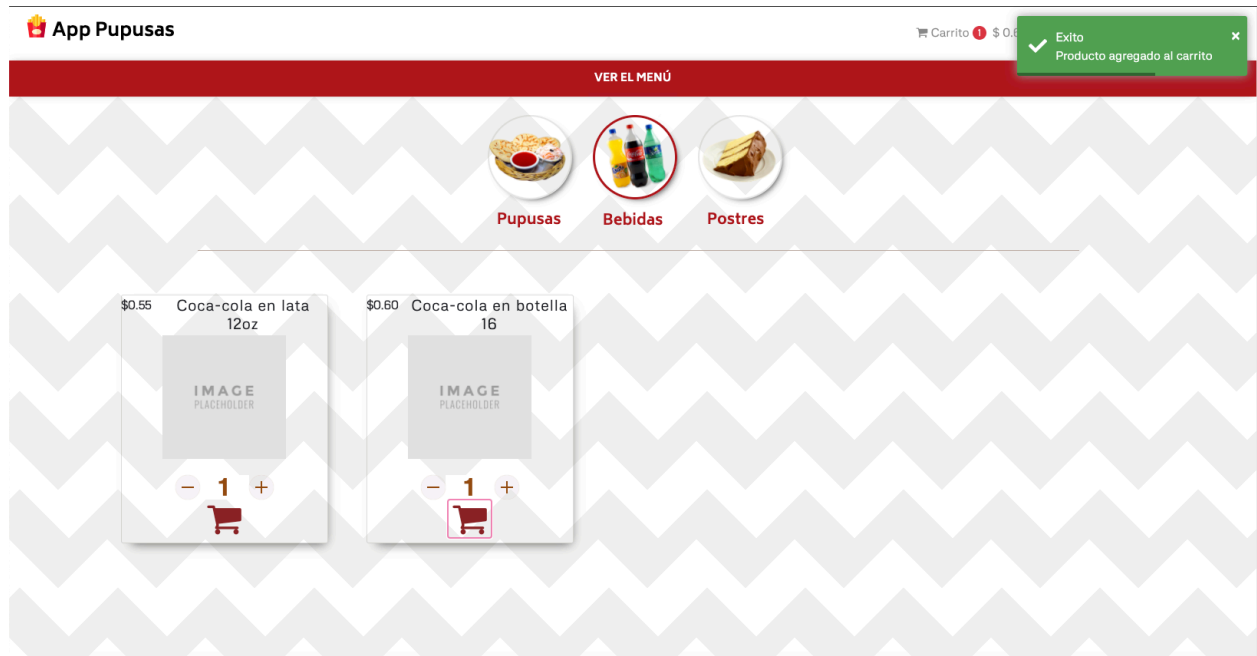 App Pupusas
Carrito 1 $ 0.6
Exito
×
Producto agregado al carrito
VER EL MENÚ
Pupusas
Bebidas
Postres
$0.55
Coca-cola en lata
12oz
IMAGE
PLACEHOLDER
− 1 +
$0.60
Coca-cola en botella
16
IMAGE
PLACEHOLDER
− 1 +